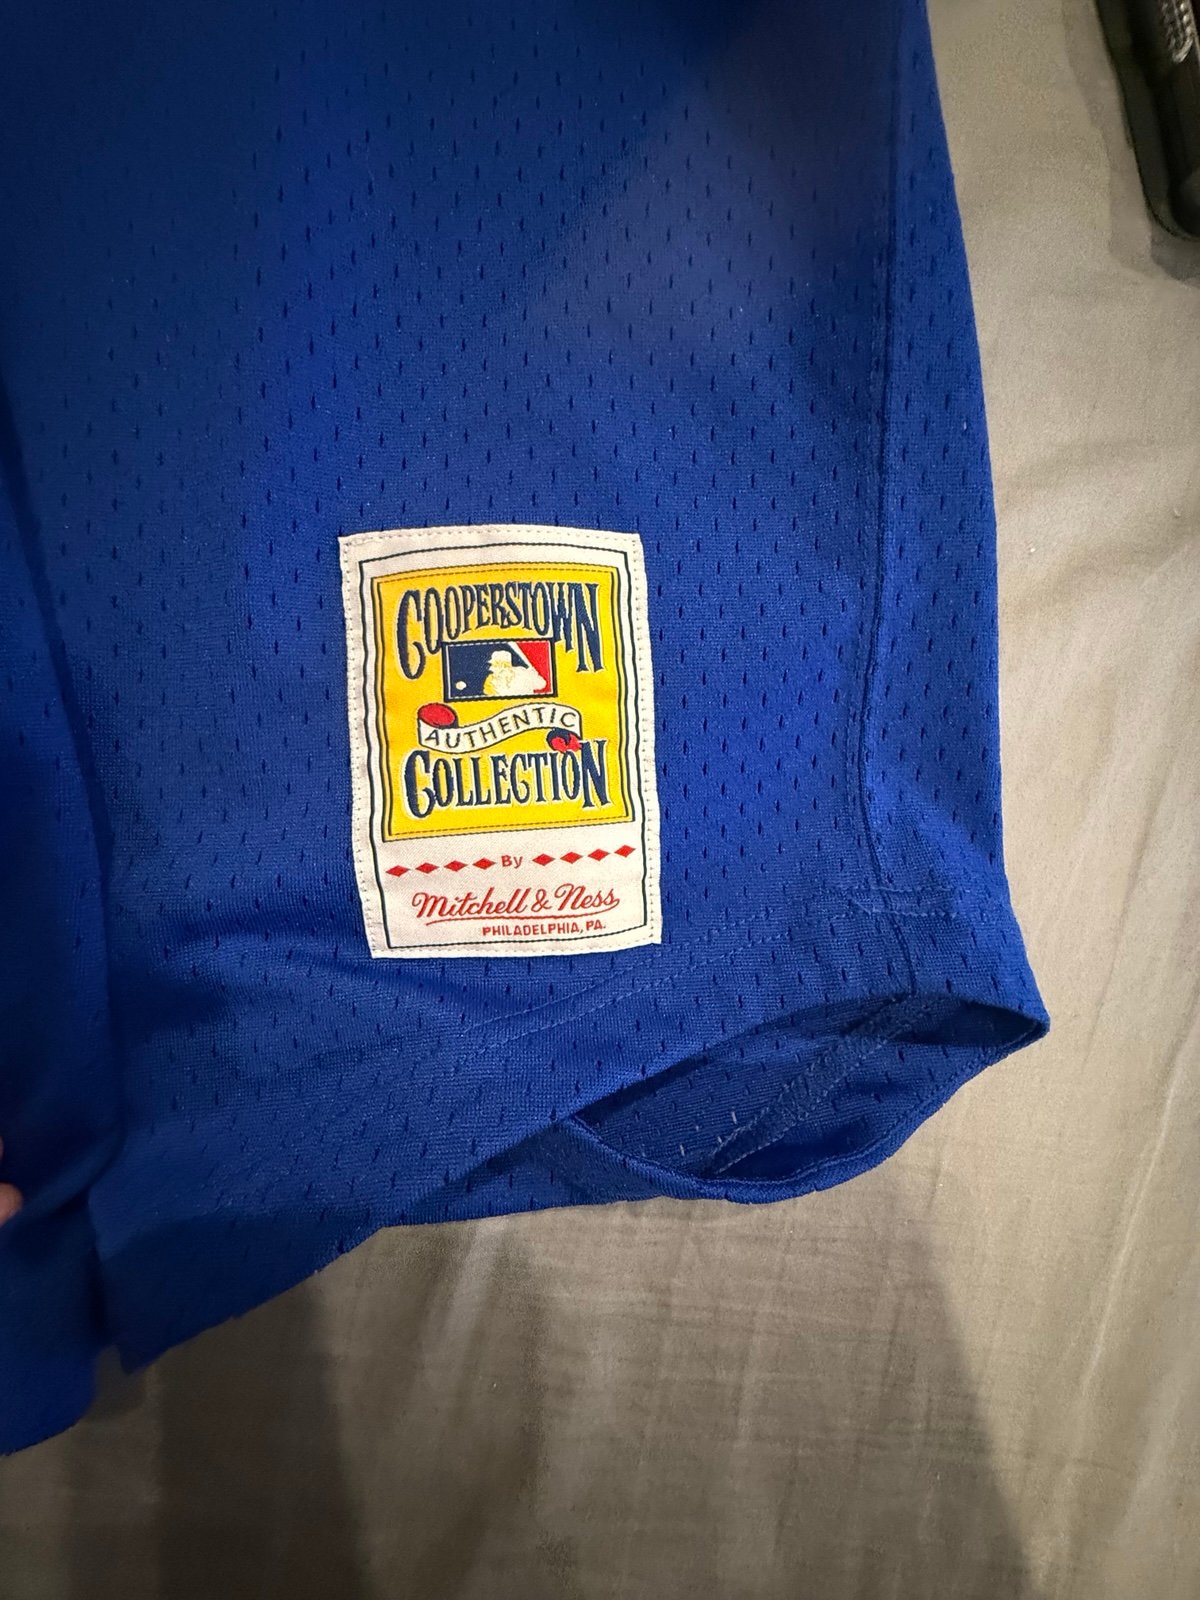 COOPERSTOWN
AUTHENTIC
COLLECTION
By
Mitchell & Ness
PHILADELPHIA, PA.